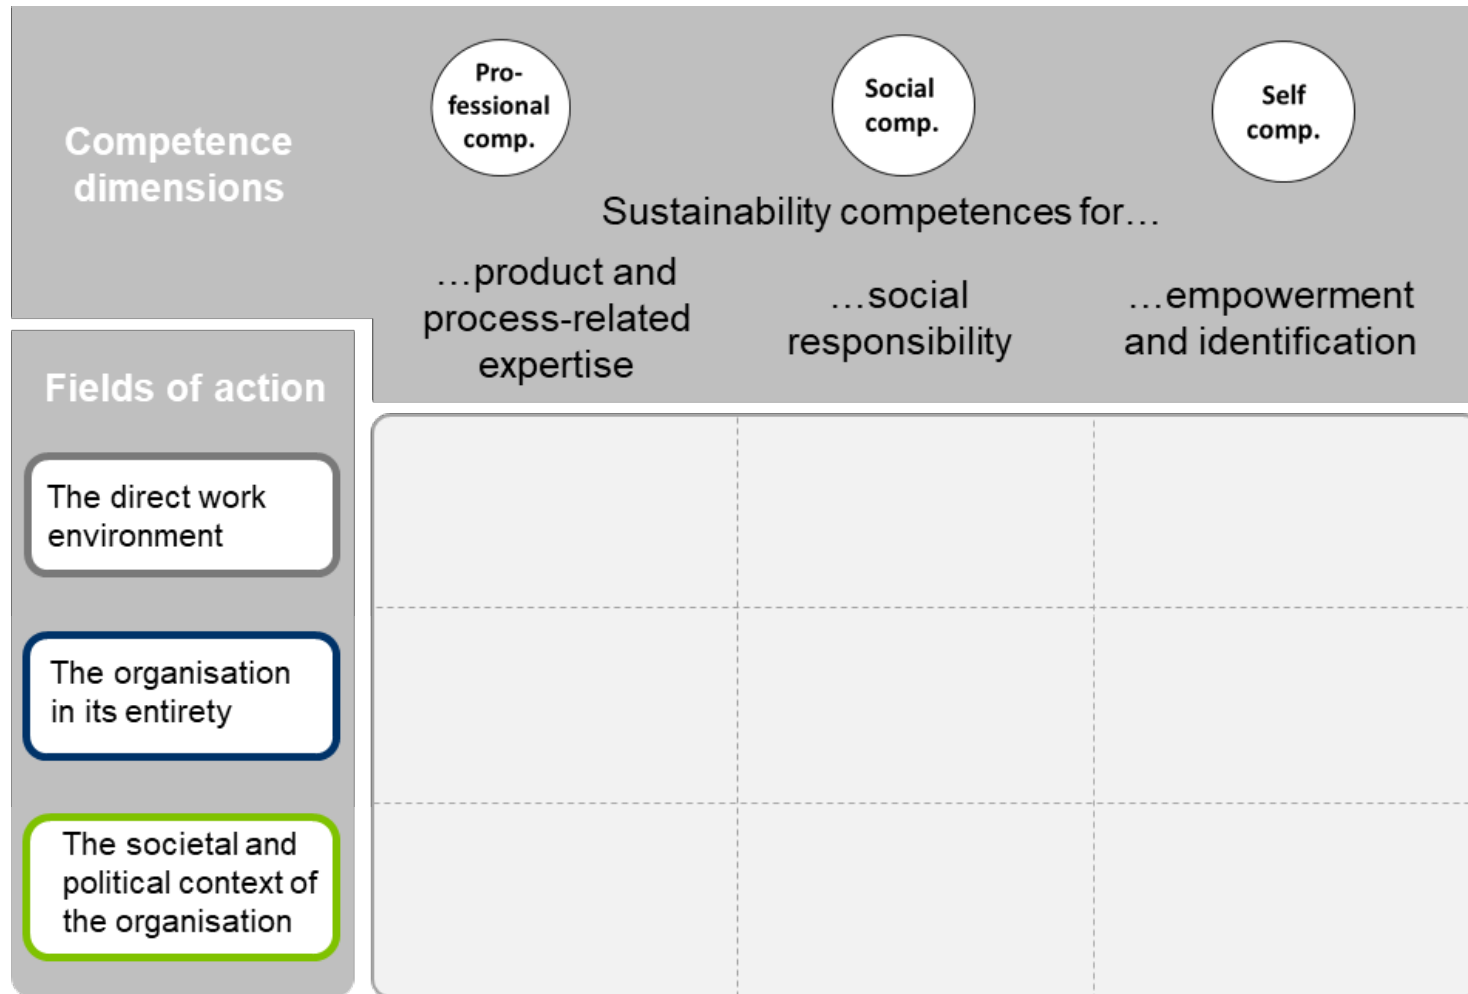 Competence
dimensions
Pro-
fessional
comp.
Social
comp.
Self
comp.
Sustainability competences for…
…product and
process-related
expertise
…social
responsibility
…empowerment
and identification
Fields of action
The direct work
environment
The organisation
in its entirety
The societal and
political context of
the organisation